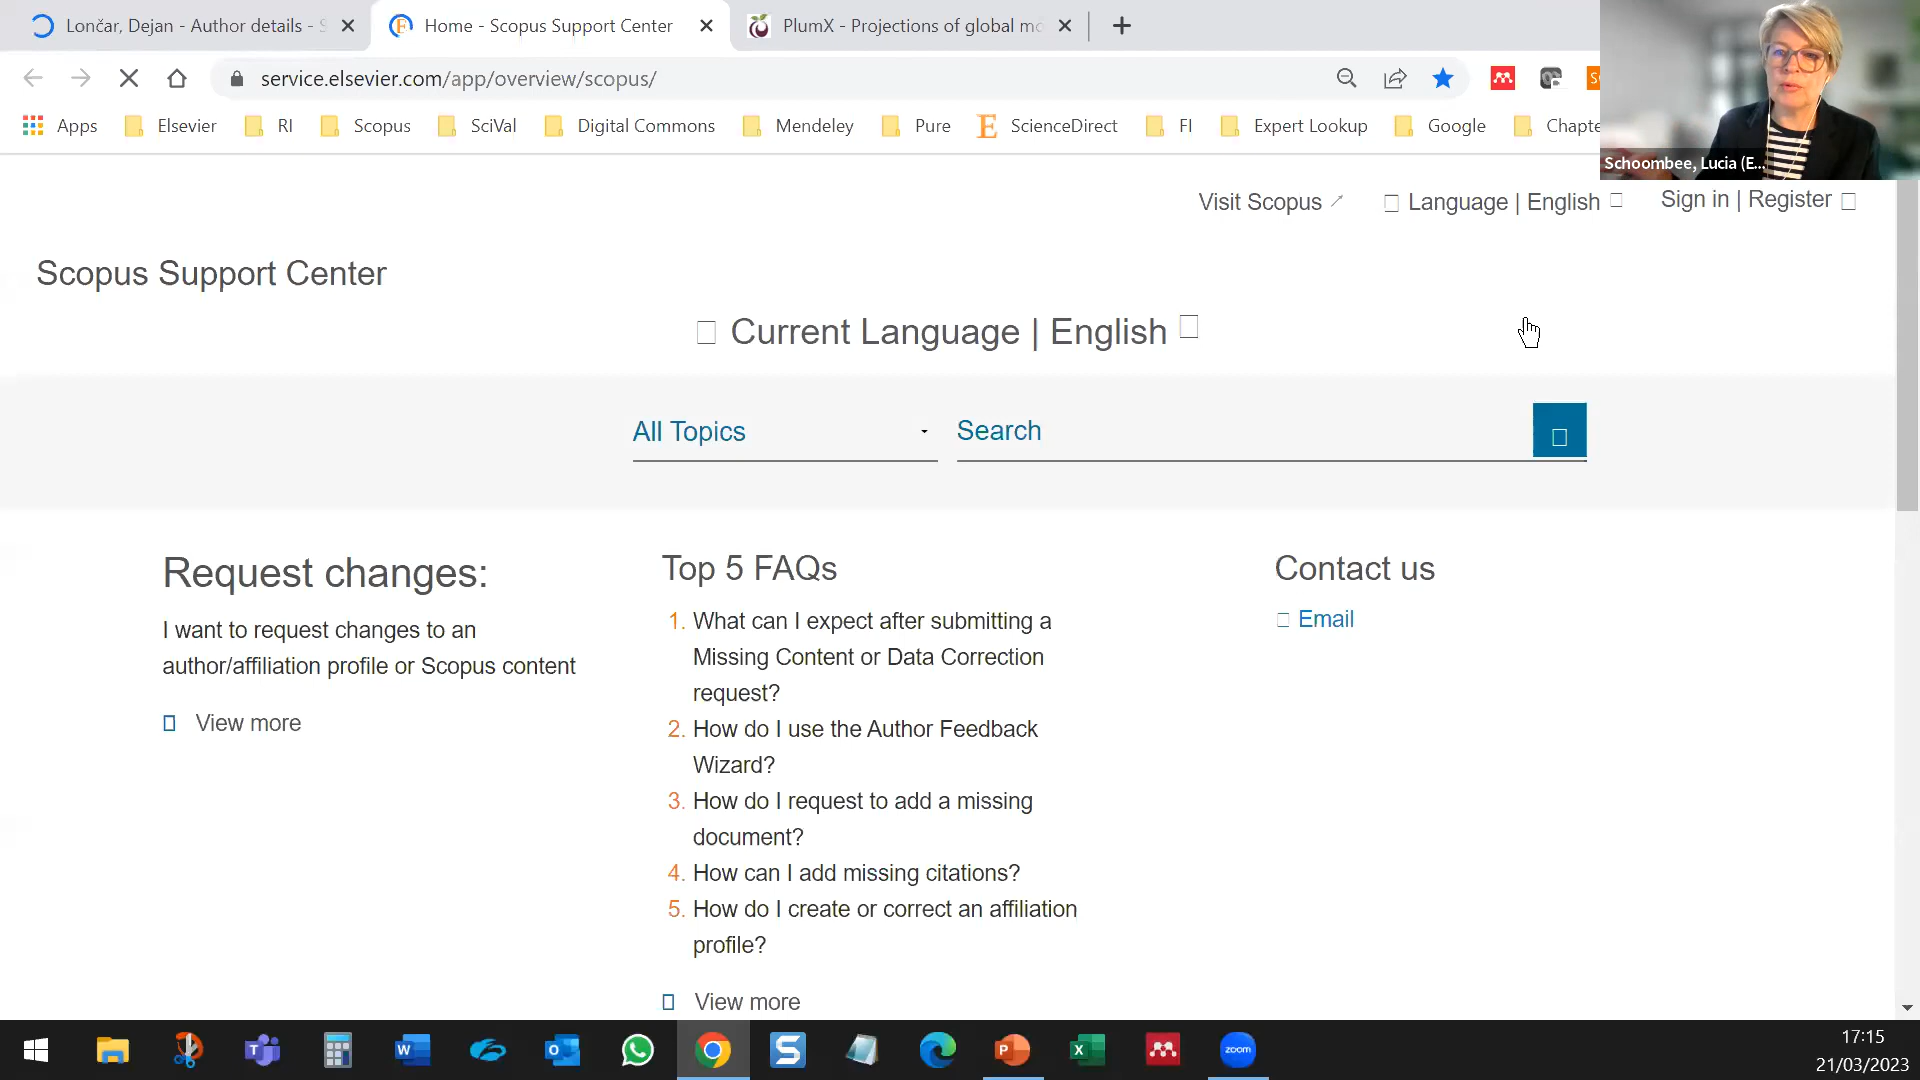 Lončar, Dejan - Author details - S
Home - Scopus Support Center
PlumX - Projections of global mo
service.elsevier.com/app/overview/scopus/
Apps
Elsevier
RI
Scopus
SciVal
Digital Commons
Mendeley
Pure
ScienceDirect
FI
Expert Lookup
Google
Chapte
Schoombee, Lucia (E...
Visit Scopus
Language | English
Sign in | Register
Scopus Support Center
Current Language | English
All Topics
Search
Request changes:
I want to request changes to an
author/affiliation profile or Scopus content
View more
Top 5 FAQs
1. What can I expect after submitting a
Missing Content or Data Correction
request?
2. How do I use the Author Feedback
Wizard?
3. How do I request to add a missing
document?
4. How can I add missing citations?
5. How do I create or correct an affiliation
profile?
View more
Contact us
Email
zoom
17:15
21/03/2023